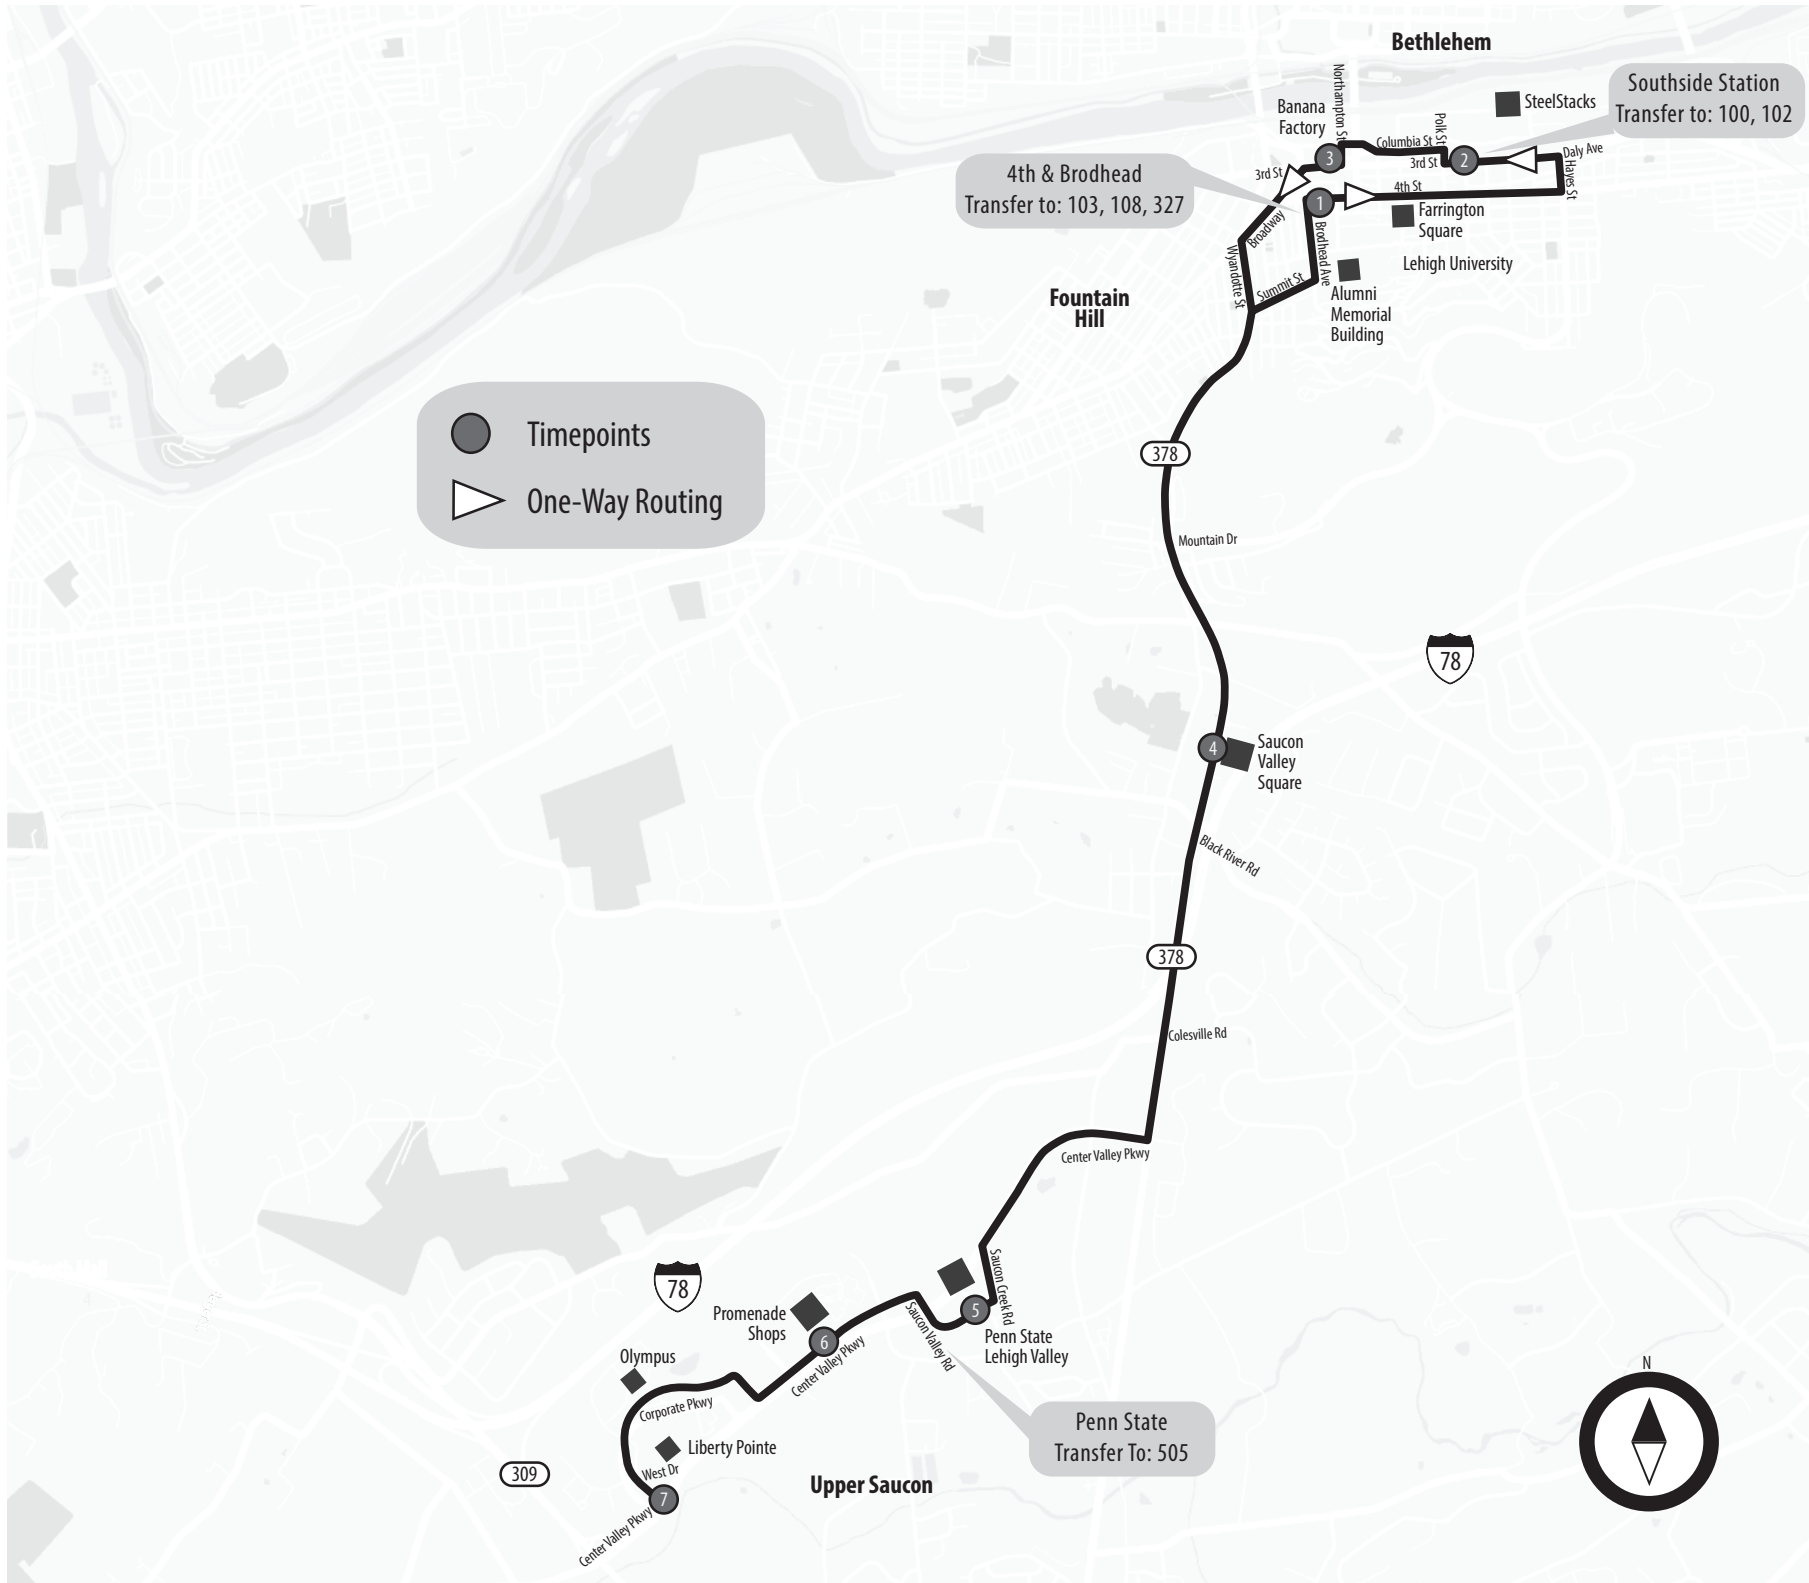 Bethlehem
Southside Station
Transfer to: 100, 102
SteelStacks
Northampton St
Banana
Factory
Polk St
Columbia St
3
3rd St
2
Daly Ave
Hayes St
4th & Brodhead
Transfer to: 103, 108, 327
3rd St
1
4th St
Farrington
Square
Broadway
Brodhead Ave
Wyandotte St
Summit St
Lehigh University
Alumni
Memorial
Building
Fountain
Hill
Timepoints
One-Way Routing
378
Mountain Dr
78
4
Saucon
Valley
Square
Black River Rd
378
Colesville Rd
Center Valley Pkwy
Saucon Creek Rd
78
5
Penn State
Lehigh Valley
Promenade
Shops
6
Saucon Valley Rd
Center Valley Pkwy
Olympus
Corporate Pkwy
Liberty Pointe
West Dr
309
7
Center Valley Pkwy
Penn State
Transfer To: 505
Upper Saucon
N